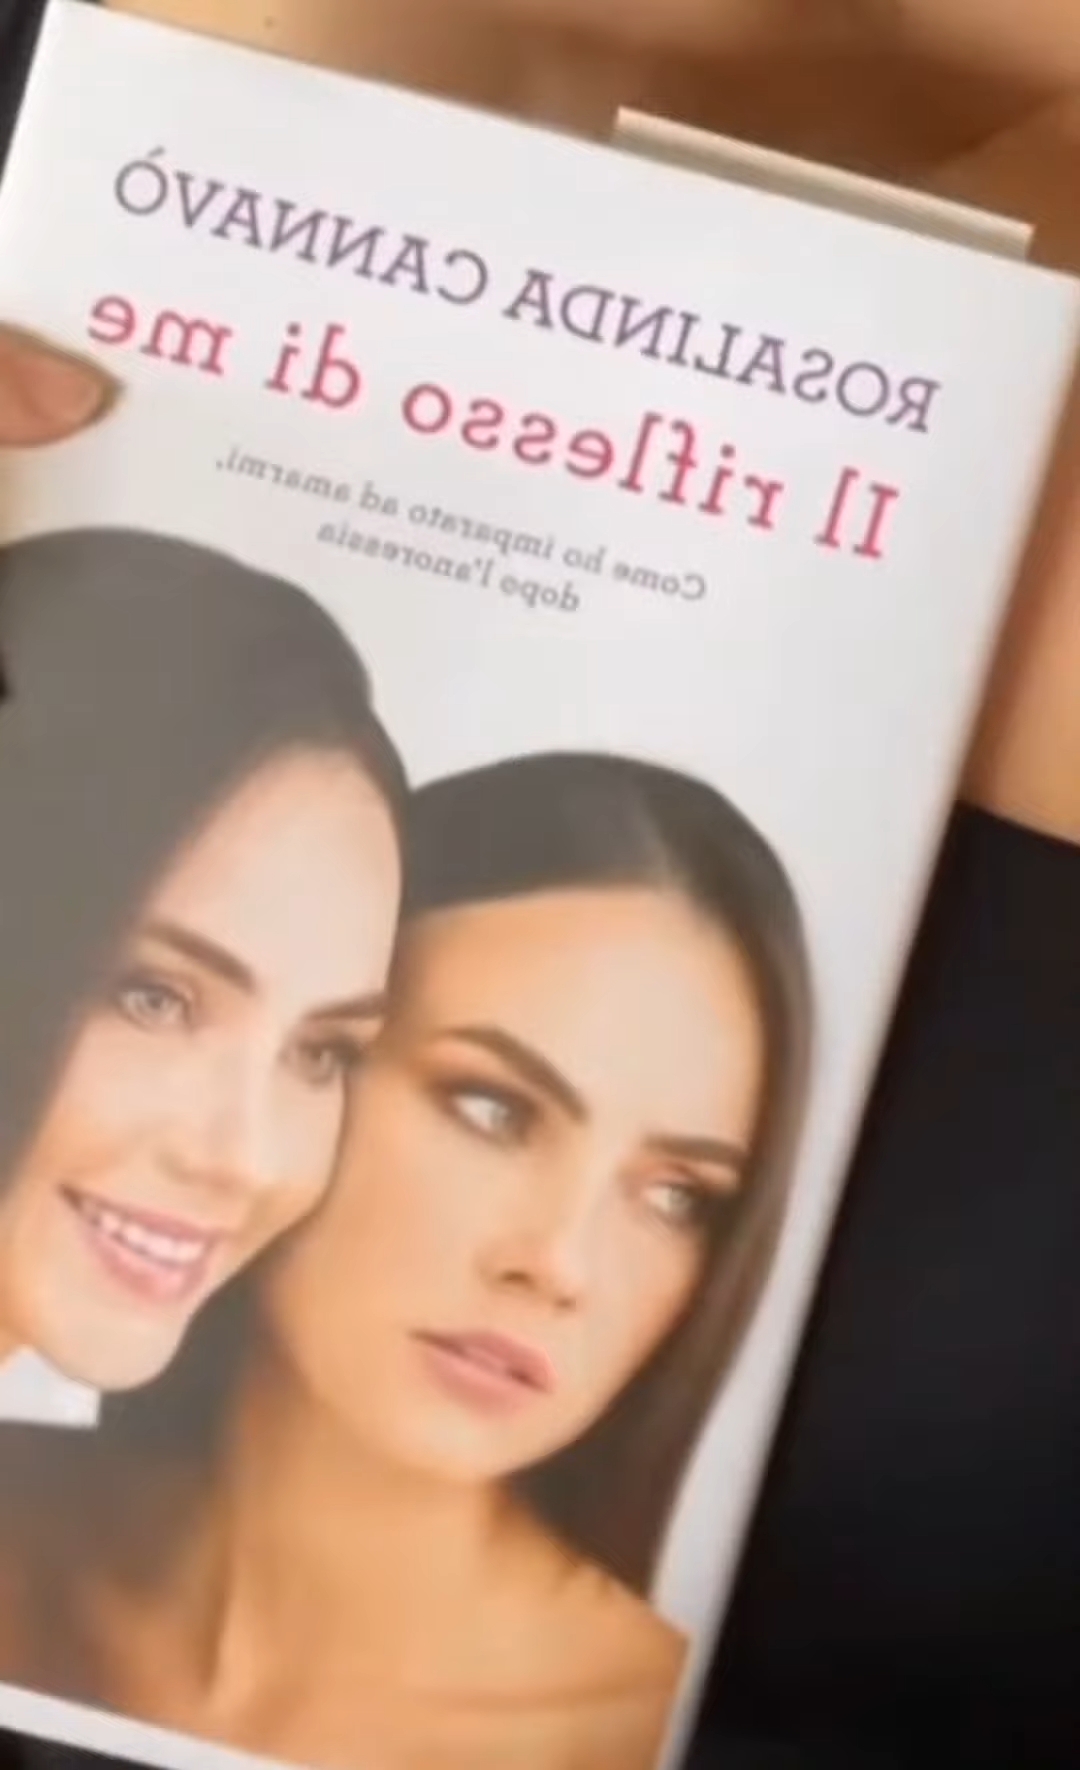 ROSALINDA CANNAVÒ
Il riflesso di me
Come ho imparato ad amarmi,
dopo l'anoressia